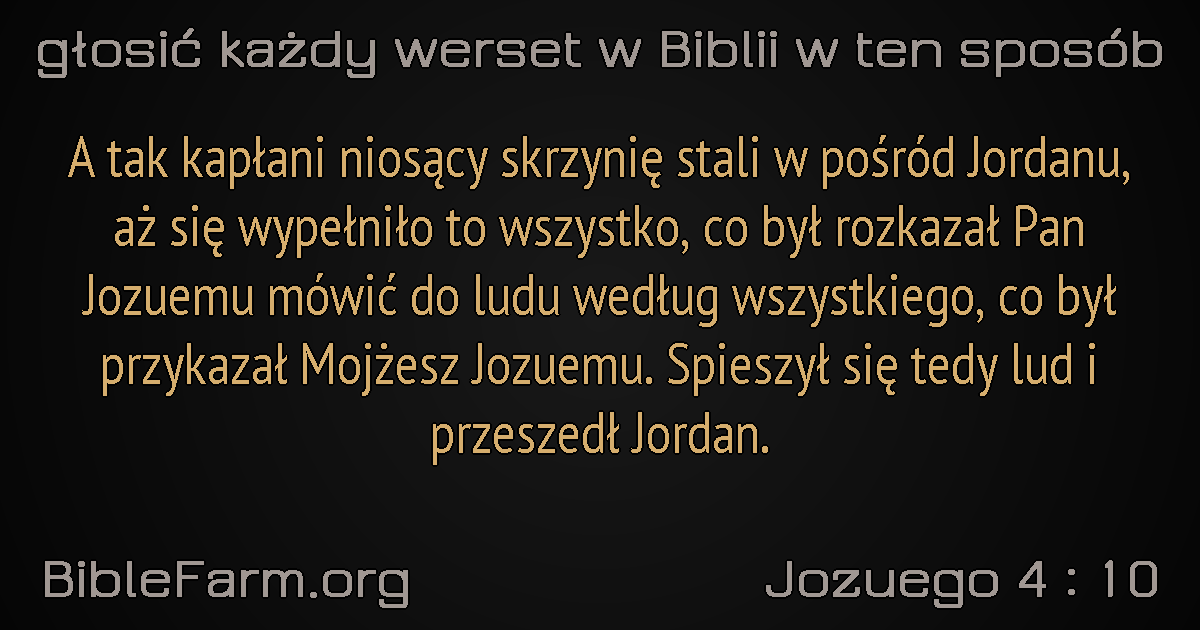 głosić każdy werset w Biblii w ten sposób
A tak kapłani niosący skrzynię stali w pośród Jordanu,
aż się wypełniło to wszystko, co był rozkazał Pan
Jozuemu mówić do ludu według wszystkiego, co był
przykazał Mojżesz Jozuemu. Spieszył się tedy lud i
przeszedł Jordan.
BibleFarm.org
Jozuego 4 : 10